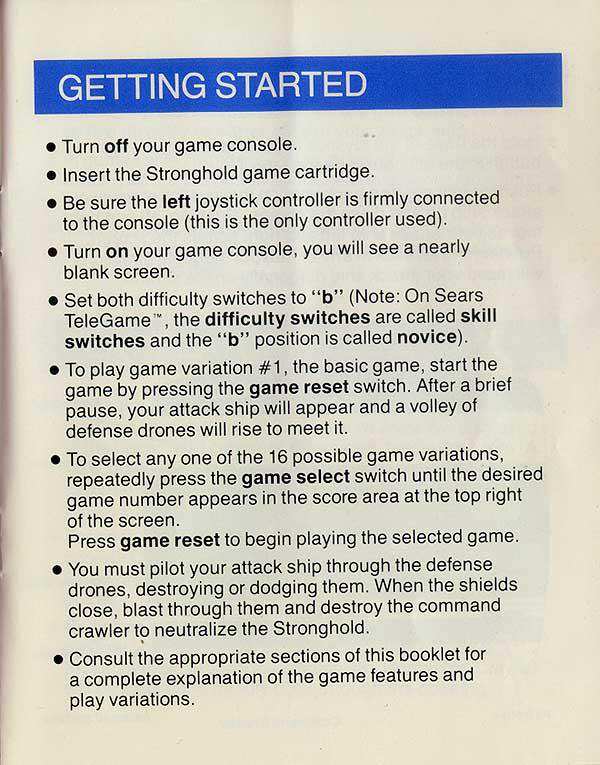 GETTING STARTED
• Turn off your game console.
• Insert the Stronghold game cartridge.
• Be sure the left joystick controller is firmly connected
to the console (this is the only controller used).
• Turn on your game console, you will see a nearly
blank screen.
• Set both difficulty switches to “b” (Note: On Sears
TeleGame™, the difficulty switches are called skill
switches and the “b” position is called novice).
• To play game variation #1, the basic game, start the
game by pressing the game reset switch. After a brief
pause, your attack ship will appear and a volley of
defense drones will rise to meet it.
• To select any one of the 16 possible game variations,
repeatedly press the game select switch until the desired
game number appears in the score area at the top right
of the screen.
Press game reset to begin playing the selected game.
• You must pilot your attack ship through the defense
drones, destroying or dodging them. When the shields
close, blast through them and destroy the command
crawler to neutralize the Stronghold.
• Consult the appropriate sections of this booklet for
a complete explanation of the game features and
play variations.